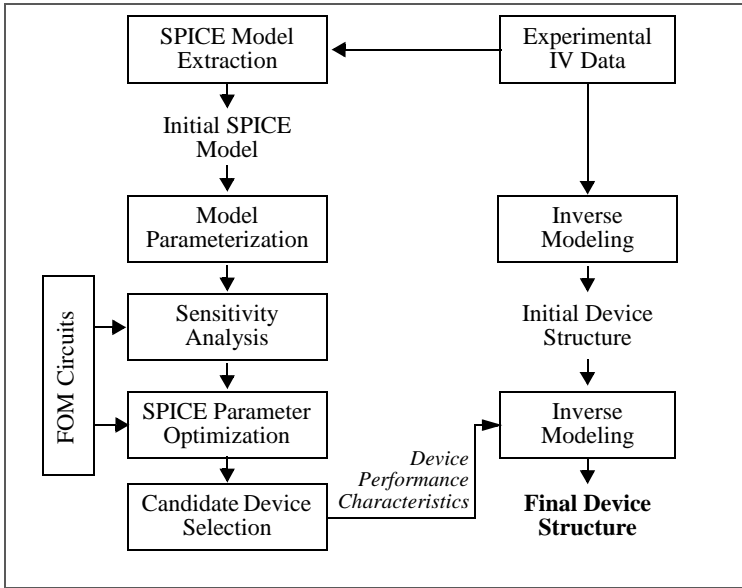 SPICE Model
Extraction
Experimental
IV Data
Initial SPICE
Model
Model
Parameterization
Inverse
Modeling
FOM Circuits
Sensitivity
Analysis
Initial Device
Structure
SPICE Parameter
Optimization
Inverse
Modeling
Device
Performance
Characteristics
Candidate Device
Selection
Final Device
Structure